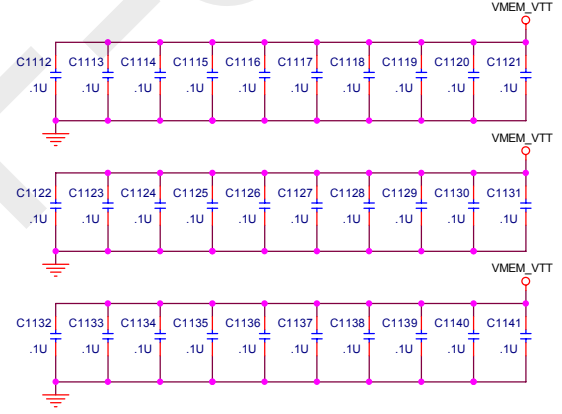 VMEM_VTT
C1112 C1113 C1114 C1115 C1116 C1117 C1118 C1119 C1120 C1121
.1U .1U .1U .1U .1U .1U .1U .1U .1U .1U
VMEM_VTT
C1122 C1123 C1124 C1125 C1126 C1127 C1128 C1129 C1130 C1131
.1U .1U .1U .1U .1U .1U .1U .1U .1U .1U
VMEM_VTT
C1132 C1133 C1134 C1135 C1136 C1137 C1138 C1139 C1140 C1141
.1U .1U .1U .1U .1U .1U .1U .1U .1U .1U